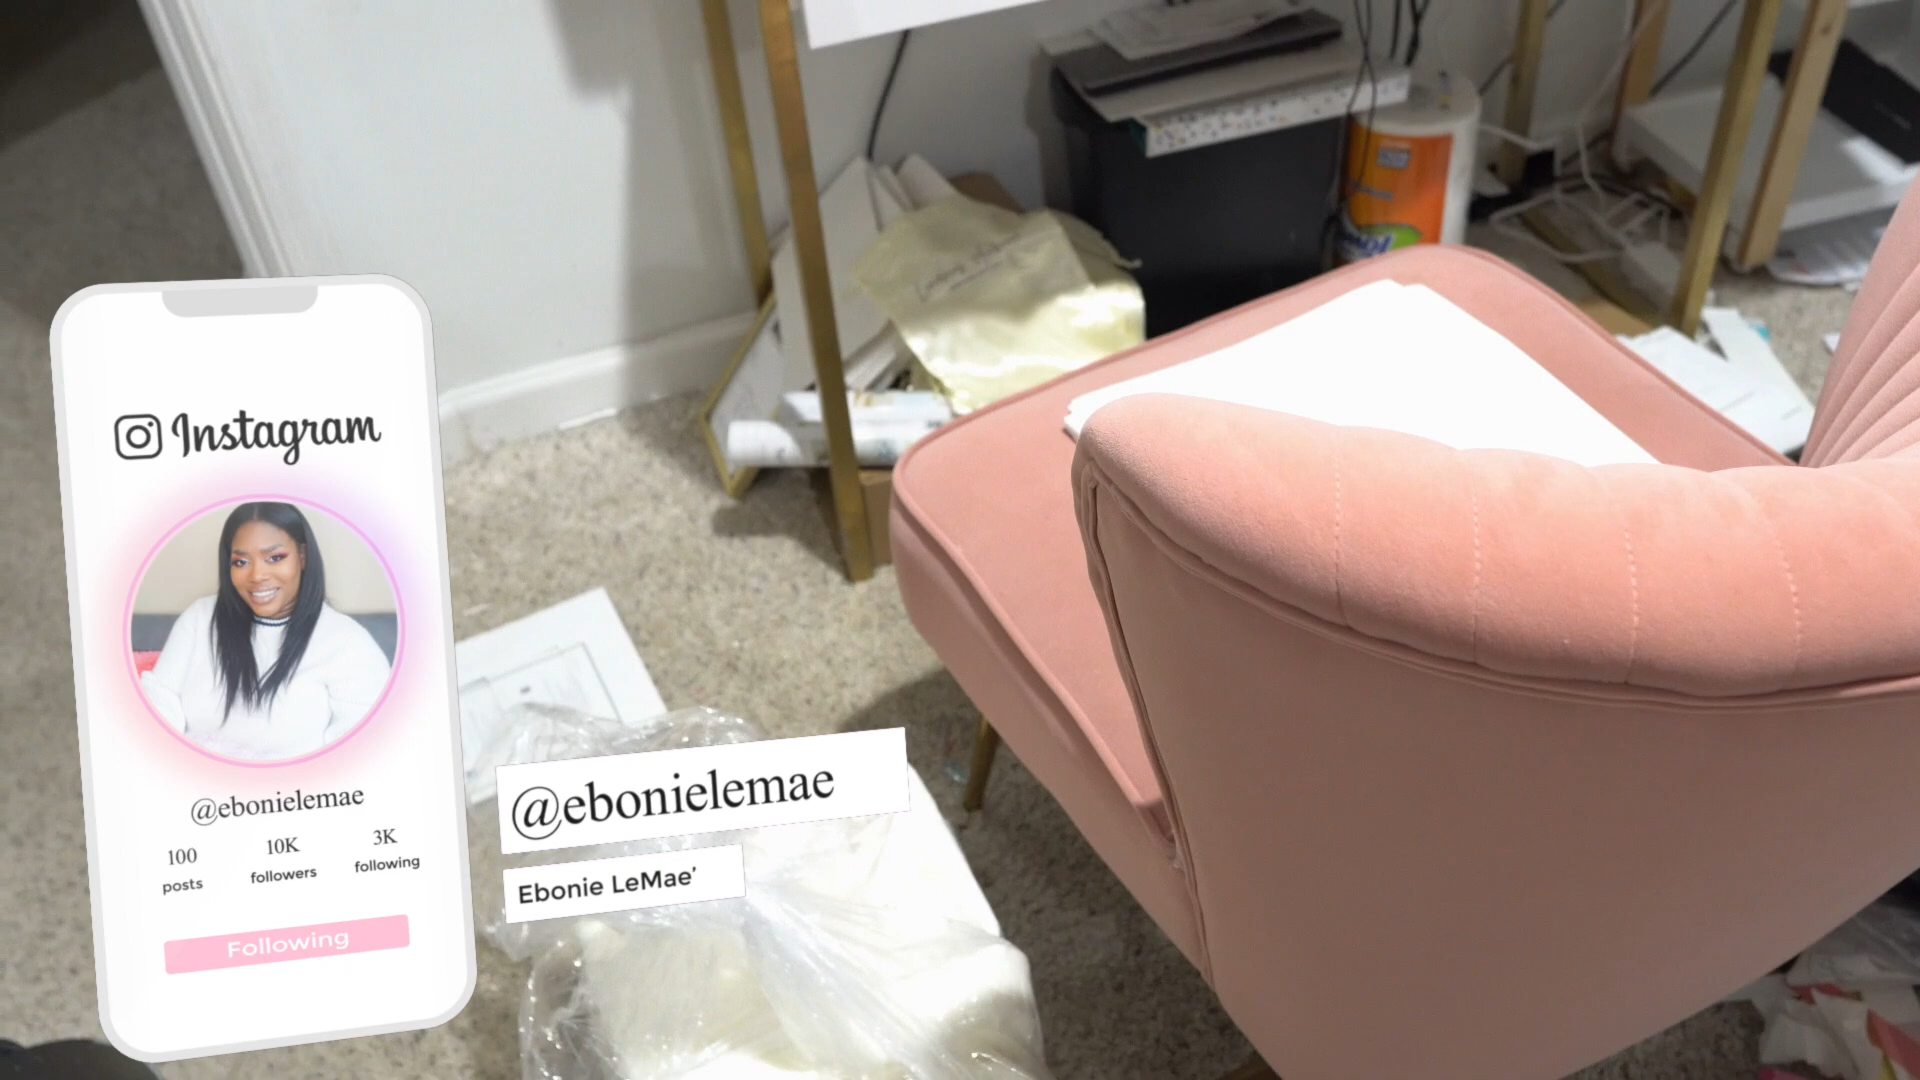 Instagram
@ebonielemae
100 posts
10K followers
3K following
Following
@ebonielemae
Ebonie LeMae’